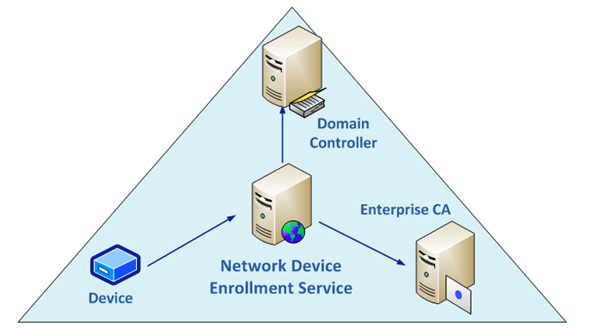 Domain
Controller
Enterprise CA
Network Device
Enrollment Service
Device